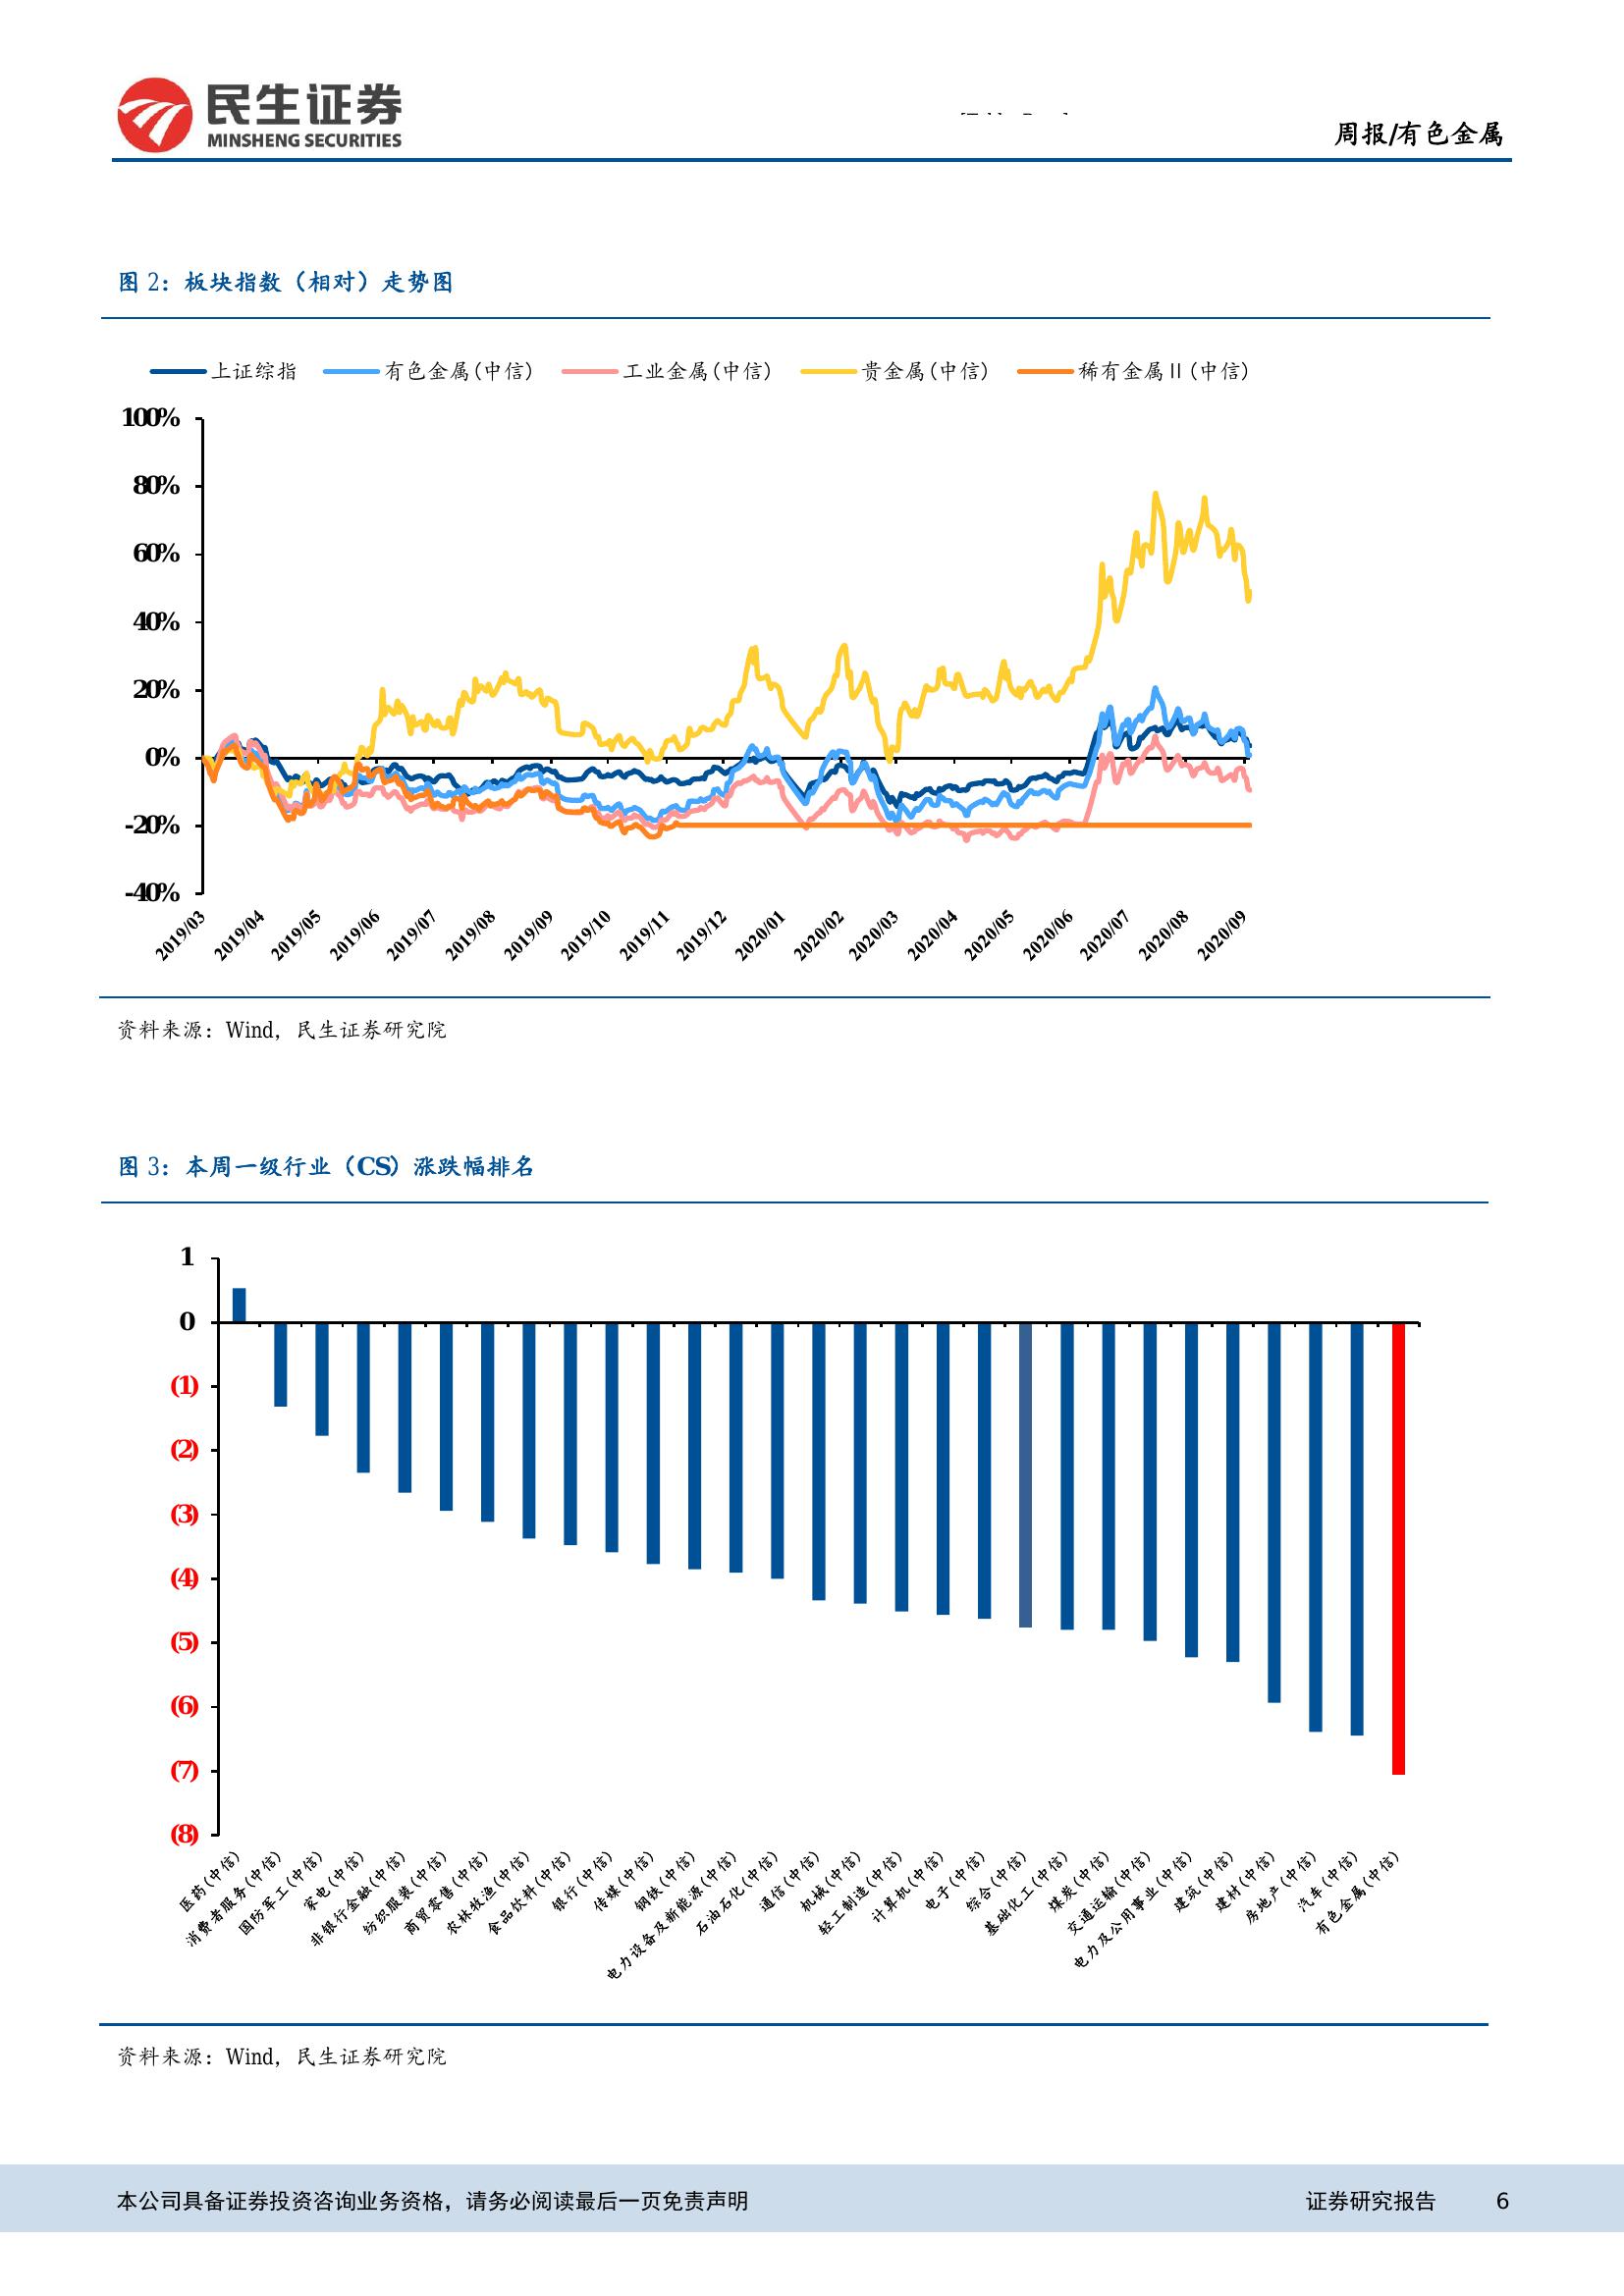 民生证券
MINSHENG SECURITIES
周报/有色金属
图 2：板块指数（相对）走势图
上证综指 有色金属(中信) 工业金属(中信) 贵金属(中信) 稀有金属II(中信)
100%
80%
60%
40%
20%
0%
-20%
-40%
2019/03 2019/04 2019/05 2019/06 2019/07 2019/08 2019/09 2019/10 2019/11 2019/12 2020/01 2020/02 2020/03 2020/04 2020/05 2020/06 2020/07 2020/08 2020/09
资料来源：Wind，民生证券研究院
图 3：本周一级行业（CS）涨跌幅排名
1
0
(1)
(2)
(3)
(4)
(5)
(6)
(7)
(8)
医药(中信) 消费者服务(中信) 国防军工(中信) 家电(中信) 非银行金融(中信) 纺织服装(中信) 商贸零售(中信) 农林牧渔(中信) 食品饮料(中信) 银行(中信) 传媒(中信) 钢铁(中信) 电力设备及新能源(中信) 石油石化(中信) 通信(中信) 机械(中信) 轻工制造(中信) 计算机(中信) 电子(中信) 综合(中信) 基础化工(中信) 煤炭(中信) 交通运输(中信) 电力及公用事业(中信) 建筑(中信) 建材(中信) 房地产(中信) 汽车(中信) 有色金属(中信)
资料来源：Wind，民生证券研究院
本公司具备证券投资咨询业务资格，请务必阅读最后一页免责声明 证券研究报告 6